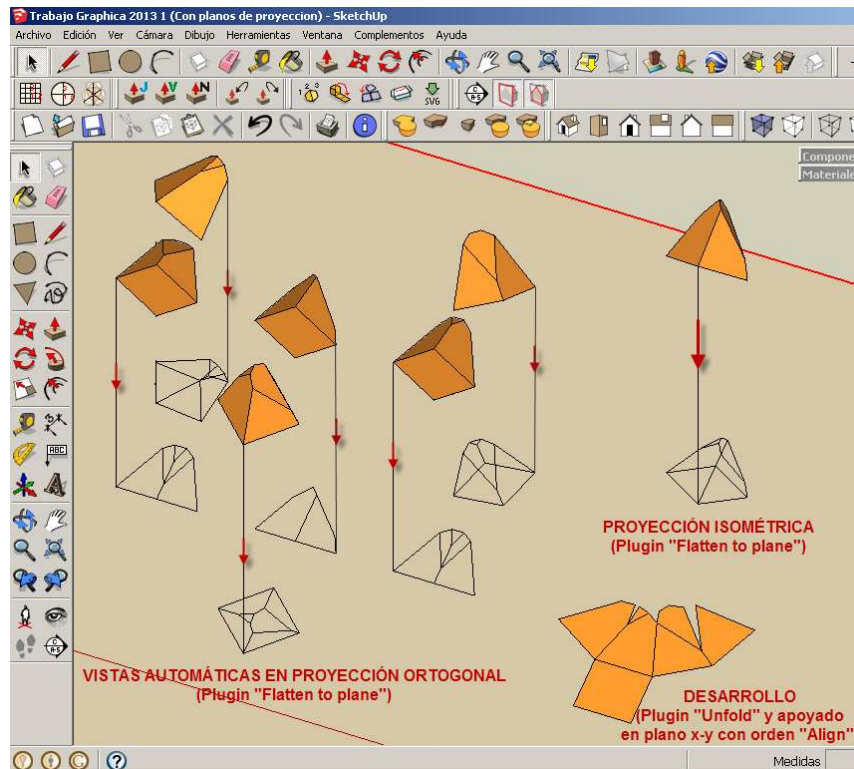 Trabajo Graphica 2013 1 (Con planos de proyeccion) - SketchUp
Archivo Edición Ver Cámara Dibujo Herramientas Ventana Complementos Ayuda
J V N
SVG
Compone
Materiale
ABC
PROYECCIÓN ISOMÉTRICA
(Plugin "Flatten to plane")
VISTAS AUTOMÁTICAS EN PROYECCIÓN ORTOGONAL
(Plugin "Flatten to plane")
DESARROLLO
(Plugin "Unfold" y apoyado
en plano x-y con orden "Align"
Medidas